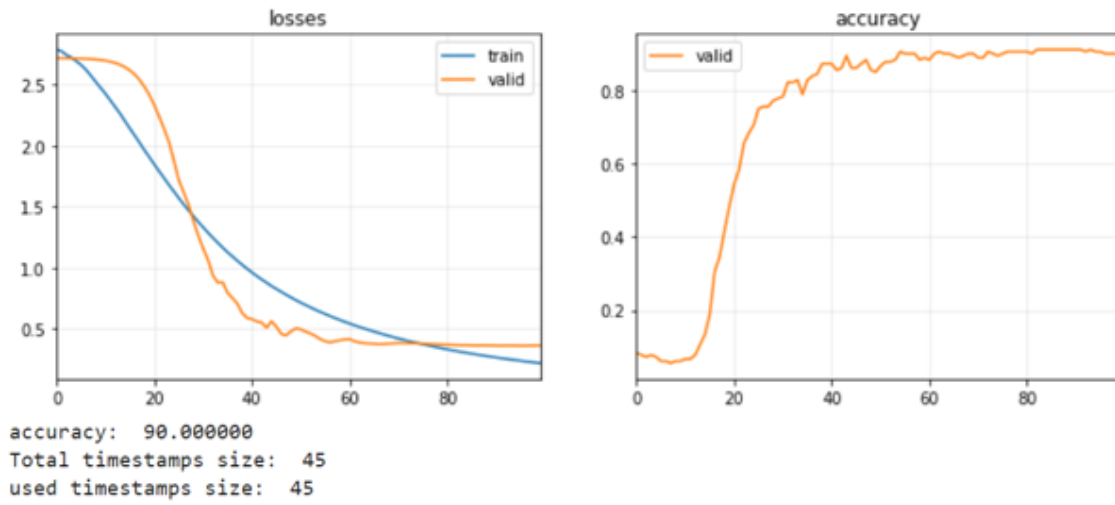 losses
train
valid
2.5
2.0
1.5
1.0
0.5
0 20 40 60 80
accuracy
valid
0.8
0.6
0.4
0.2
0 20 40 60 80
accuracy:  90.000000
Total timestamps size:  45
used timestamps size:  45